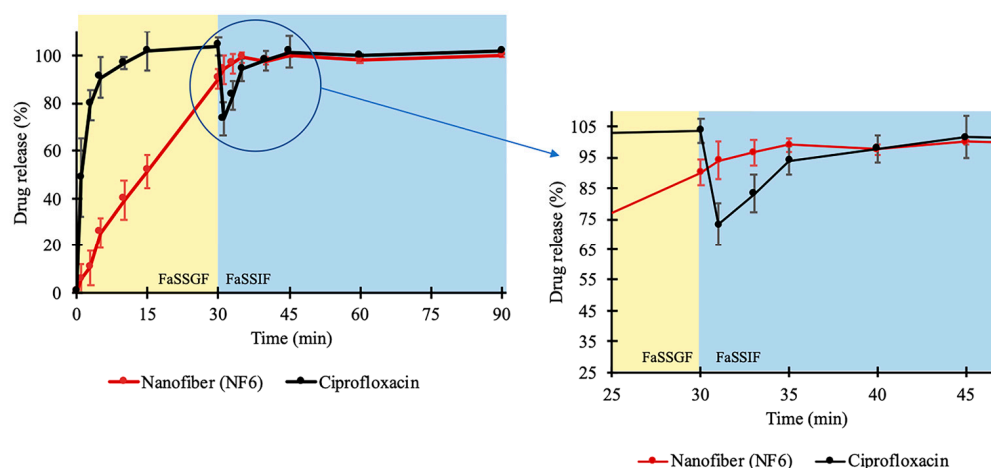 Drug release (%)
100
80
60
40
20
0
FaSSGF
FaSSIF
0
15
30
45
60
75
90
Time (min)
Nanofiber (NF6)
Ciprofloxacin
Drug release (%)
105
95
85
75
65
55
45
35
25
FaSSGF
FaSSIF
25
30
35
40
45
Time (min)
Nanofiber (NF6)
Ciprofloxacin